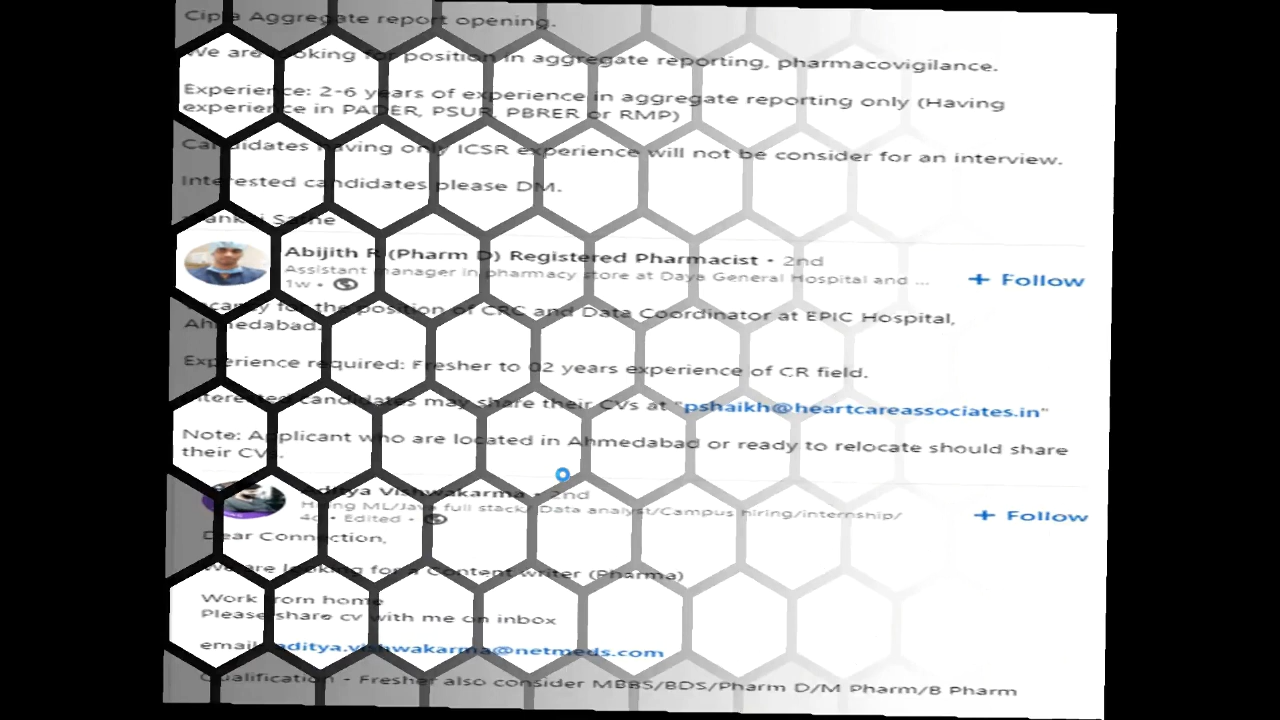 Cipla Aggregate report opening.
We are looking for position in aggregate reporting, pharmacovigilance.
Experience: 2-6 years of experience in aggregate reporting only (Having
experience in PADER, PSUR, PBRER or RMP)
Candidates having only ICSR experience will not be consider for an interview.
Interested candidates please DM.
Abijith R (Pharm D) Registered Pharmacist • 2nd
Assistant manager in pharmacy store at Daya General Hospital and ...
1w •
+ Follow
Vacancy for the position of CRC and Data Coordinator at EPIC Hospital,
Ahmedabad.
Experience required: Fresher to 02 years experience of CR field.
Interested candidates may share their CVs at "pshaikh@heartcareassociates.in"
Note: Applicant who are located in Ahmedabad or ready to relocate should share
their CVs.
Aditya Vishwakarma • 2nd
Hiring ML/Java full stack/ Data analyst/Campus hiring/internship/
4d • Edited •
+ Follow
Dear Connection,
We are looking for a Content writer (Pharma)
Work from home
Please share cv with me on inbox
email aditya.vishwakarma@netmeds.com
Qualification - Fresher also consider MBBS/BDS/Pharm D/M Pharm/B Pharm